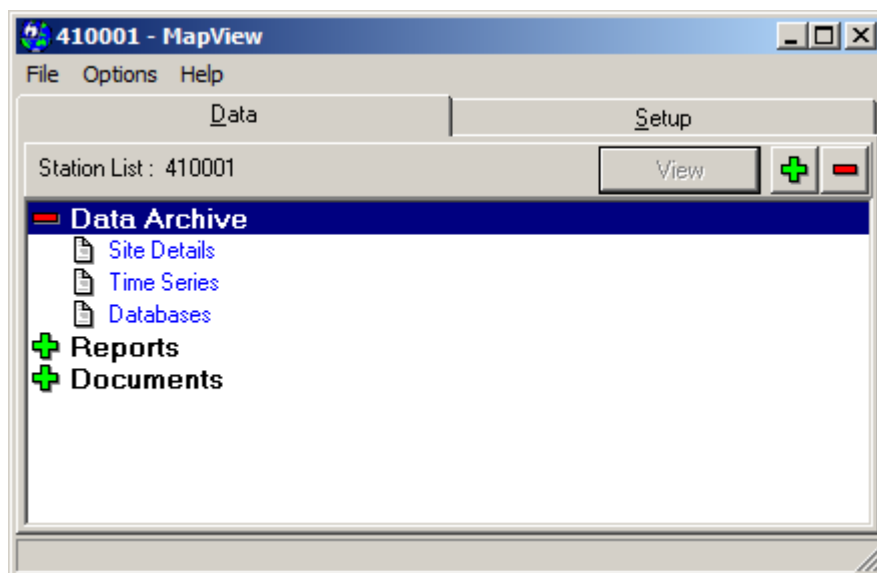 410001 - MapView
File Options Help
Data Setup
Station List : 410001 View
Data Archive
Site Details
Time Series
Databases
Reports
Documents